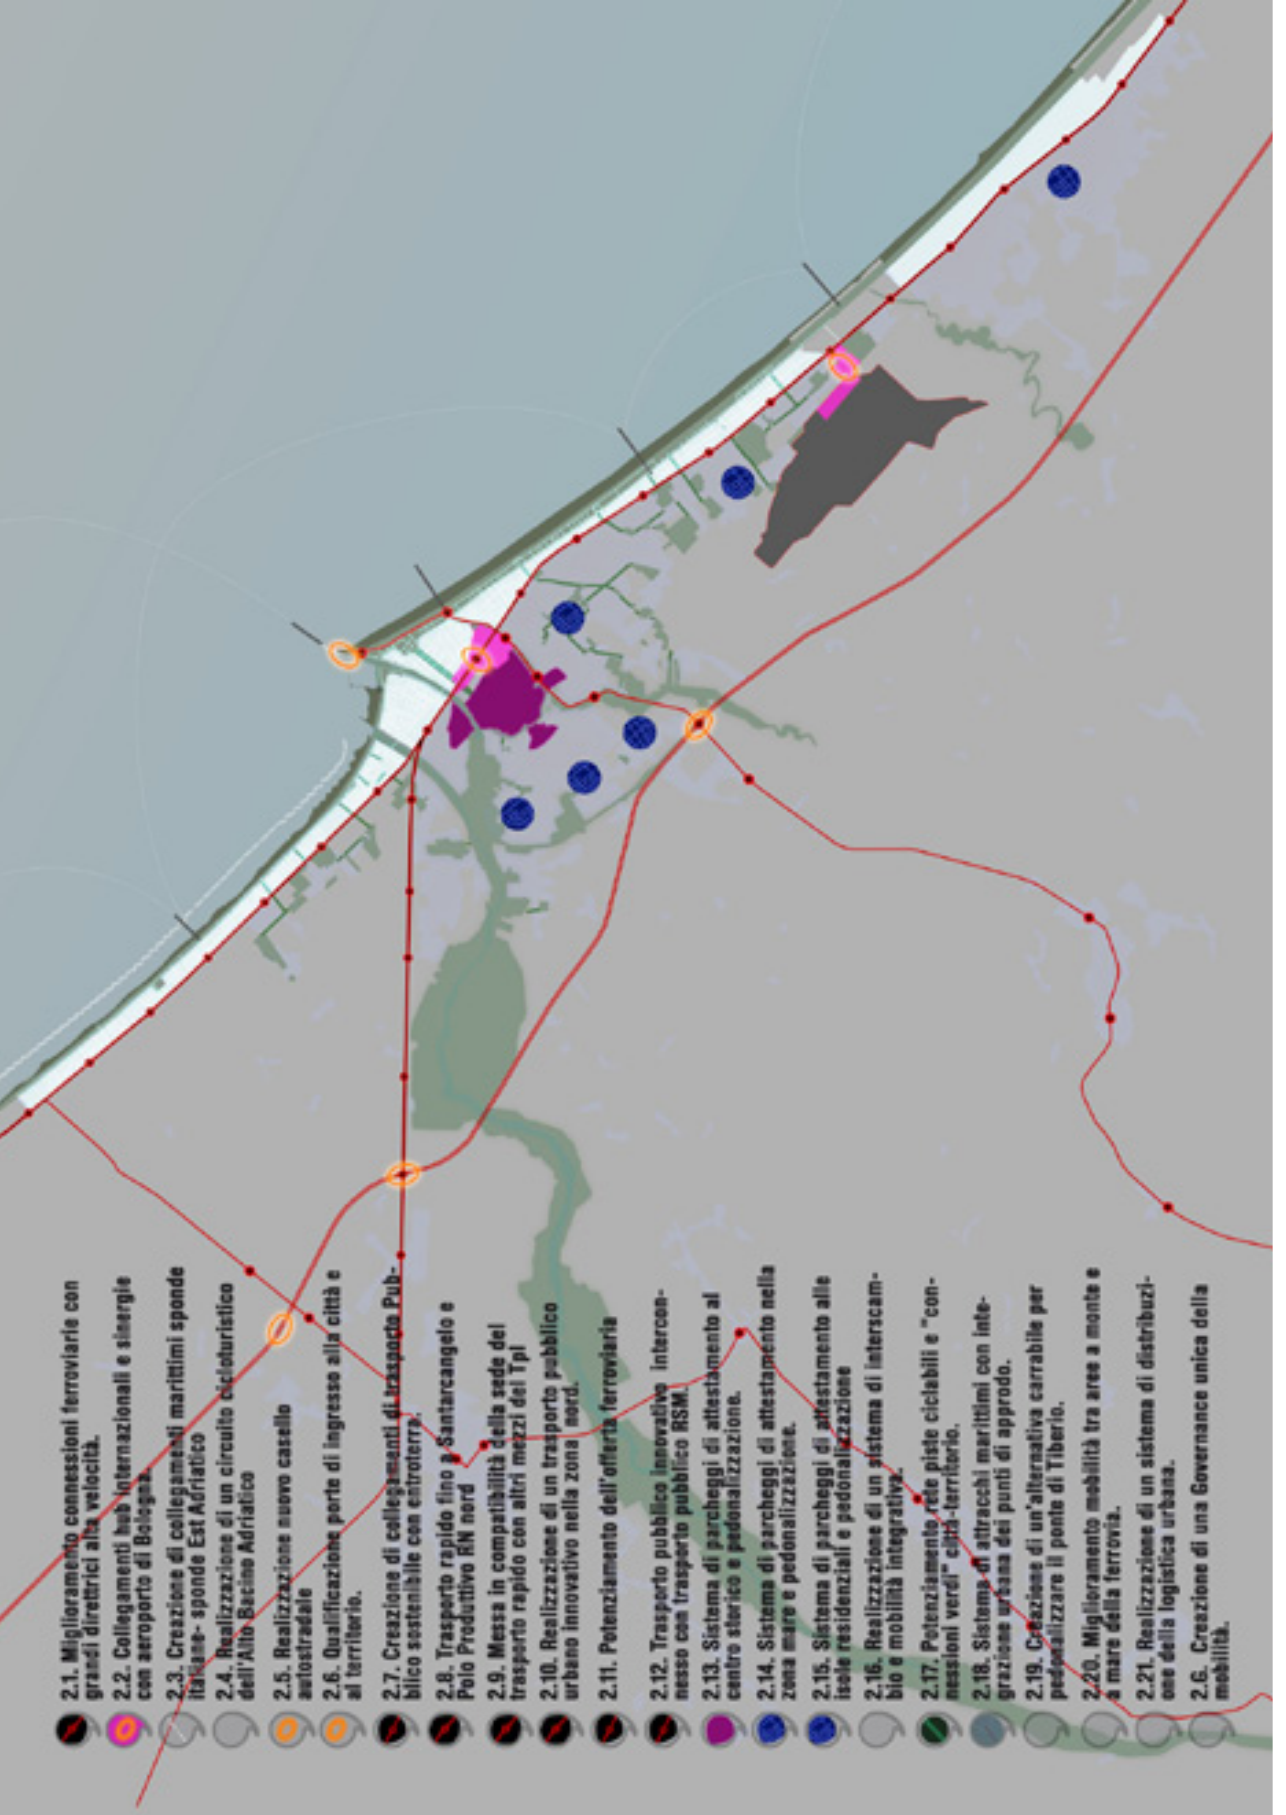 2.1. Miglioramento connessioni ferroviarie con
grandi direttrici alta velocità.
2.2. Collegamenti hub internazionali e sinergie
con aeroporto di Bologna.
2.3. Creazione di collegamenti marittimi sponde
italiane- sponde Est Adriatico
2.4. Realizzazione di un circuito cicloturistico
dell'Alto Bacino Adriatico
2.5. Realizzazione nuovo casello
autostradale
2.6. Qualificazione porte di ingresso alla città e
al territorio.
2.7. Creazione di collegamenti di trasporto Pub-
blico sostenibile con entroterra.
2.8. Trasporto rapido fino a Santarcangelo e
Polo Produttivo RN nord
2.9. Messa in compatibilità della sede del
trasporto rapido con altri mezzi del Tpl
2.10. Realizzazione di un trasporto pubblico
urbano innovativo nella zona nord.
2.11. Potenziamento dell'offerta ferroviaria
2.12. Trasporto pubblico innovativo intercon-
nesso con trasporto pubblico RSM.
2.13. Sistema di parcheggi di attestamento al
centro storico e pedonalizzazione.
2.14. Sistema di parcheggi di attestamento nella
zona mare e pedonalizzazione.
2.15. Sistema di parcheggi di attestamento alle
isole residenziali e pedonalizzazione
2.16. Realizzazione di un sistema di interscam-
bio e mobilità integrativa.
2.17. Potenziamento rete piste ciclabili e "con-
nessioni verdi" città-territorio.
2.18. Sistema di attracchi marittimi con inte-
grazione urbana dei punti di approdo.
2.19. Creazione di un'alternativa carrabile per
pedonalizzare il ponte di Tiberio.
2.20. Miglioramento mobilità tra aree a monte e
a mare della ferrovia.
2.21. Realizzazione di un sistema di distribuzi-
one della logistica urbana.
2.6. Creazione di una Governance unica della
mobilità.